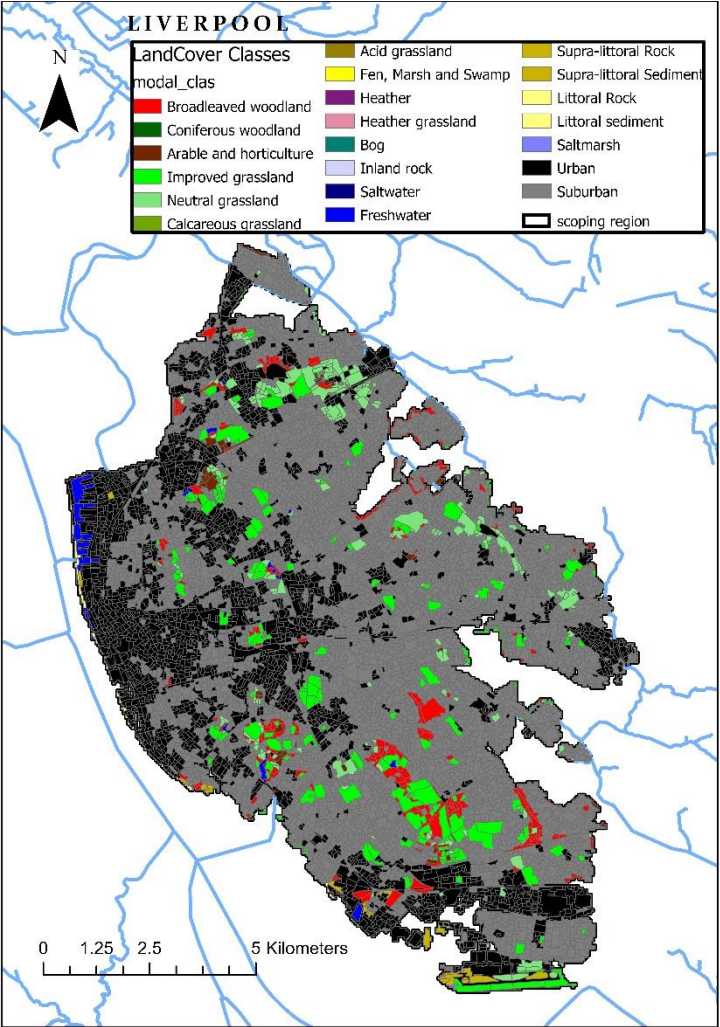 LIVERPOOL
N
LandCover Classes
modal_clas
Broadleaved woodland
Coniferous woodland
Arable and horticulture
Improved grassland
Neutral grassland
Calcareous grassland
Acid grassland
Fen, Marsh and Swamp
Heather
Heather grassland
Bog
Inland rock
Saltwater
Freshwater
Supra-littoral Rock
Supra-littoral Sediment
Littoral Rock
Littoral sediment
Saltmarsh
Urban
Suburban
scoping region
0 1.25 2.5 5 Kilometers